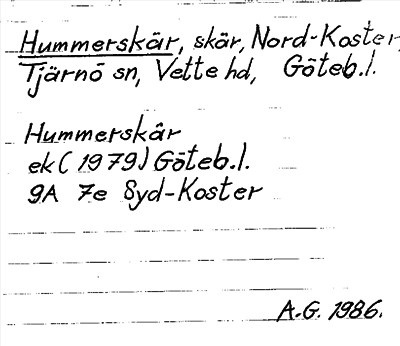 Hummerskär, skär, Nord-Koster,
Tjärnö sn, Vette hd, Göteb.l.
Hummerskär
ek (1979) Göteb.l.
9A 7e Syd-Koster
A.G. 1986.